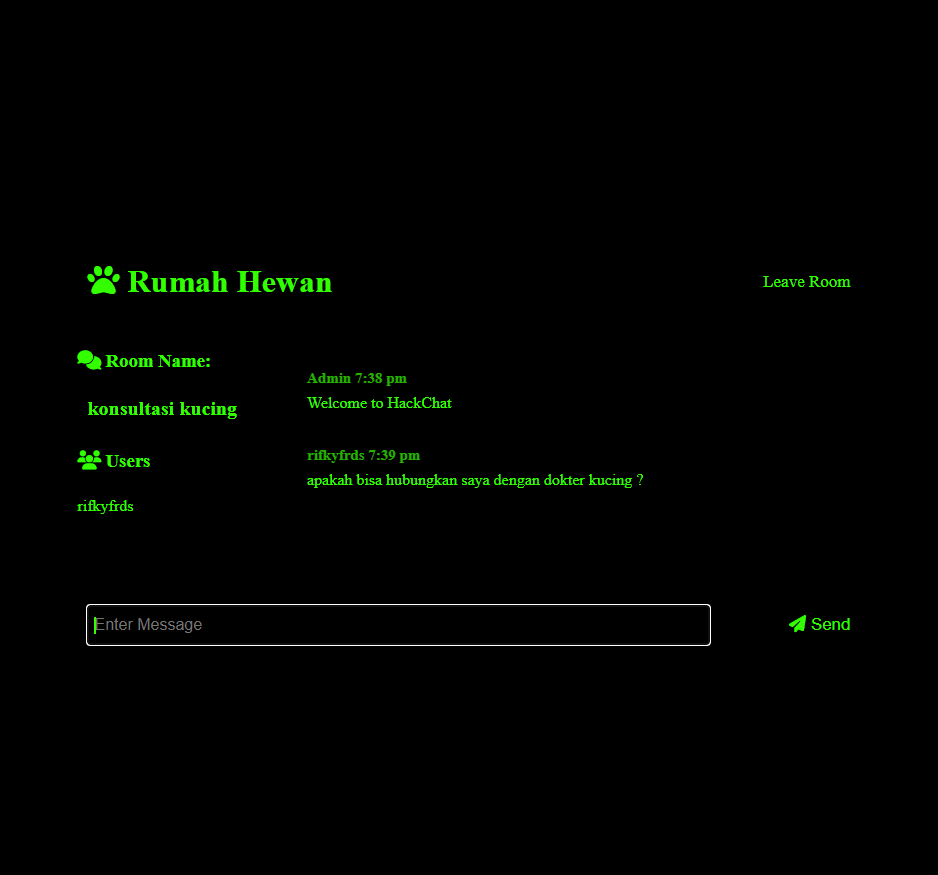 Rumah Hewan
Leave Room
Room Name:
konsultasi kucing
Users
rifkyfrds
Admin 7:38 pm
Welcome to HackChat
rifkyfrds 7:39 pm
apakah bisa hubungkan saya dengan dokter kucing ?
Enter Message
Send